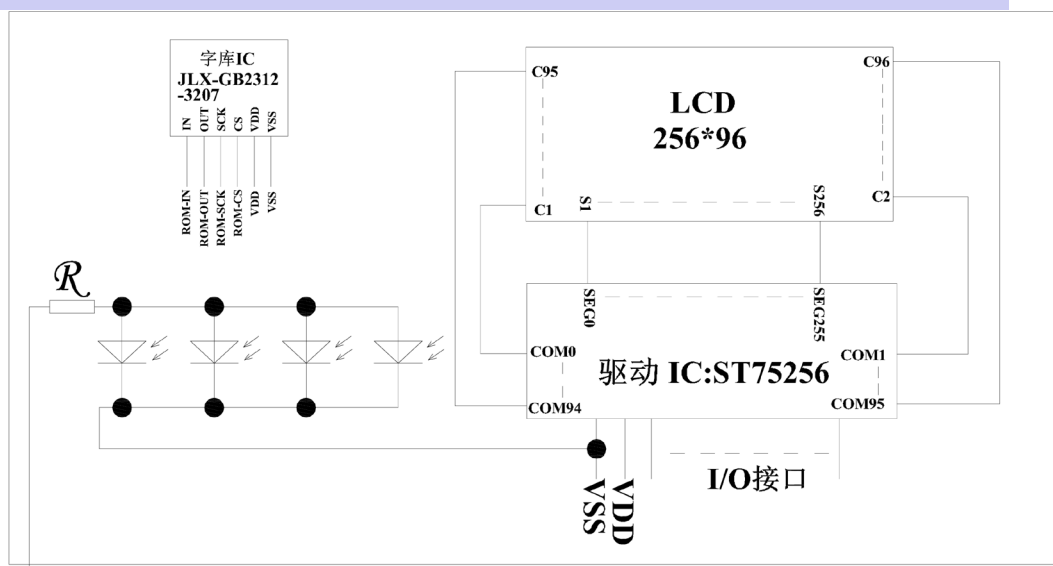 字库IC
JLX-GB2312
-3207
IN
OUT
SCK
CS
VDD
VSS
ROM-IN
ROM-OUT
ROM-SCK
ROM-CS
VDD
VSS
C95
C96
LCD
256*96
C1
S1
S256
C2
R
SEG0
SEG255
COM0
COM1
驱动 IC:ST75256
COM94
COM95
VSS
VDD
I/O接口